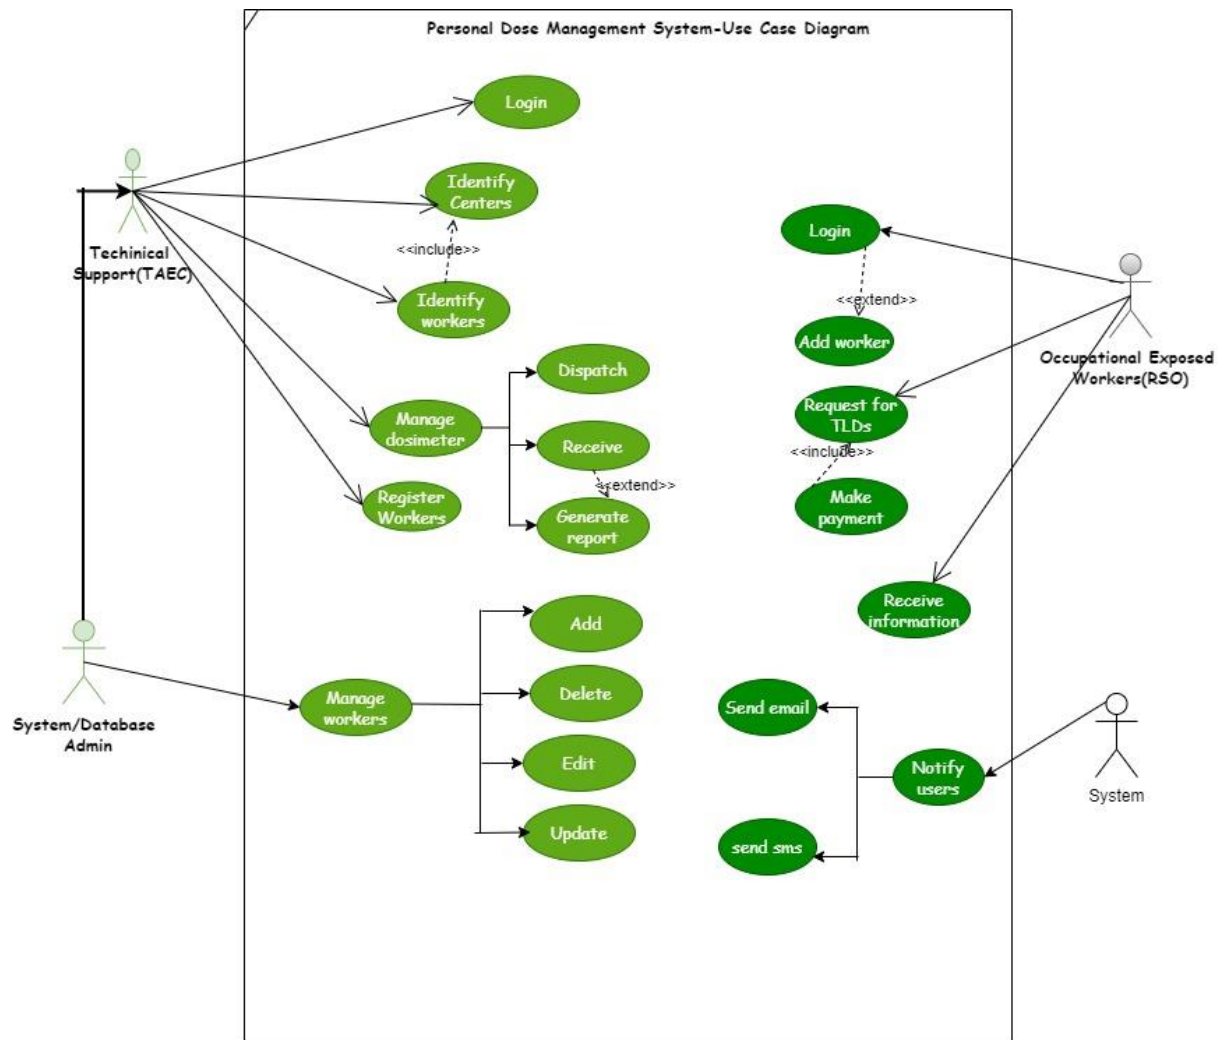 Personal Dose Management System-Use Case Diagram
Login
Identify
Centers
<<include>>
Techinical
Support(TAEC)
Identify
workers
Login
<<extend>>
Add worker
Occupational Exposed
Workers(RSO)
Dispatch
Manage
dosimeter
Receive
<<extend>>
Generate
report
Register
Workers
Request for
TLDs
<<include>>
Make
payment
Receive
information
Add
Delete
Manage
workers
Edit
Update
System/Database
Admin
Send email
Notify
users
send sms
System